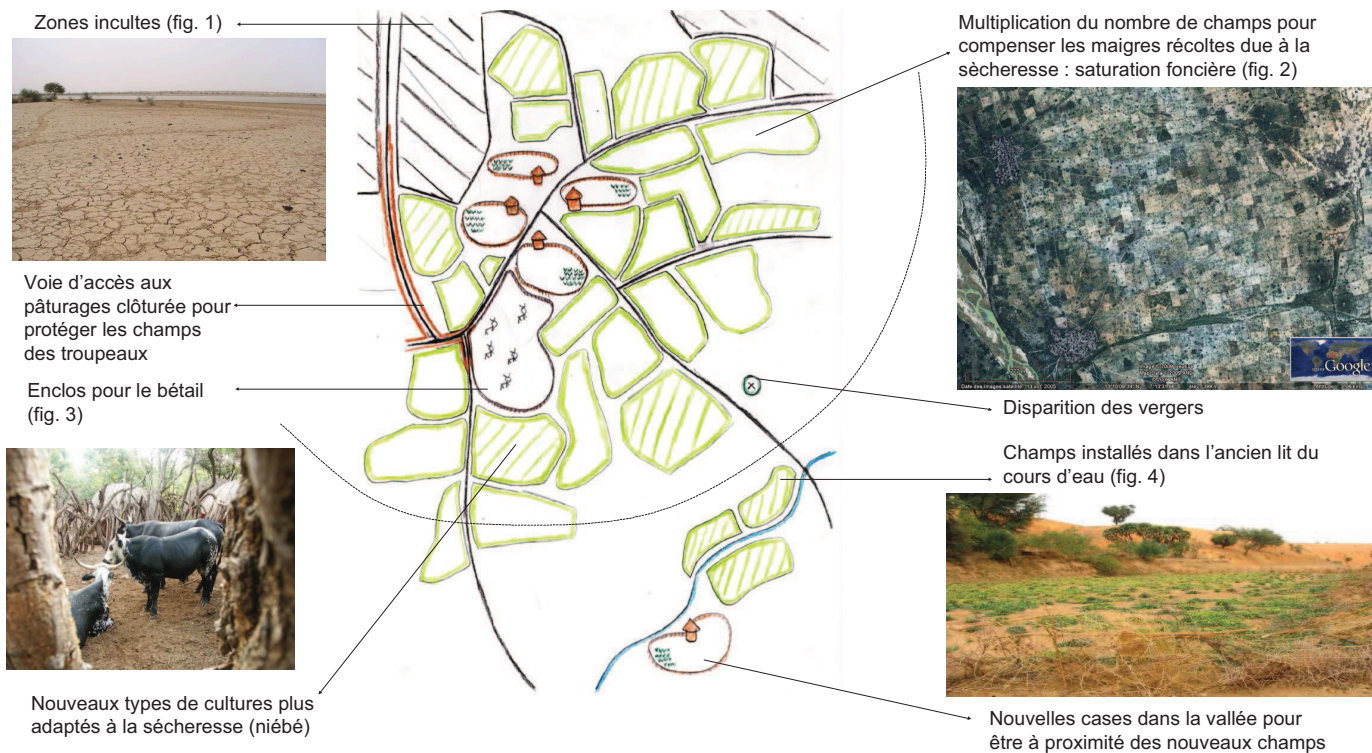 Zones incultes (fig. 1)
Multiplication du nombre de champs pour
compenser les maigres récoltes due à la
sècheresse : saturation foncière (fig. 2)
Voie d’accès aux
pâturages clôturée pour
protéger les champs
des troupeaux
Enclos pour le bétail
(fig. 3)
Google
Disparition des vergers
Champs installés dans l’ancien lit du
cours d’eau (fig. 4)
Nouveaux types de cultures plus
adaptés à la sécheresse (niébé)
Nouvelles cases dans la vallée pour
être à proximité des nouveaux champs